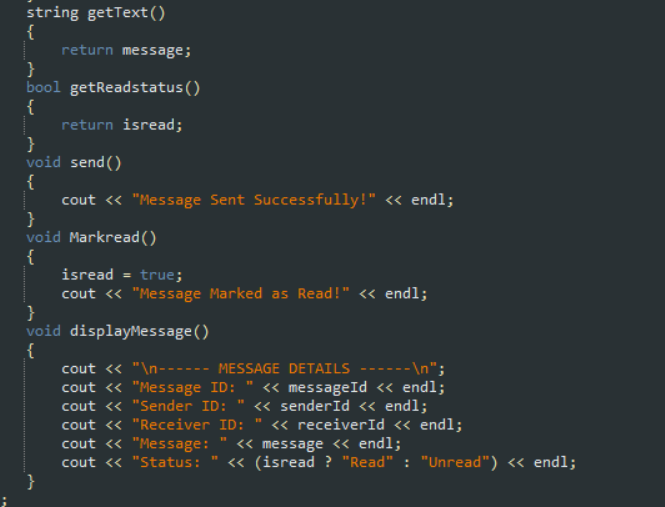 string getText()
{
return message;
}
bool getReadstatus()
{
return isread;
}
void send()
{
cout << "Message Sent Successfully!" << endl;
}
void Markread()
{
isread = true;
cout << "Message Marked as Read!" << endl;
}
void displayMessage()
{
cout << "\n------ MESSAGE DETAILS ------\n";
cout << "Message ID: " << messageId << endl;
cout << "Sender ID: " << senderId << endl;
cout << "Receiver ID: " << receiverId << endl;
cout << "Message: " << message << endl;
cout << "Status: " << (isread ? "Read" : "Unread") << endl;
}
;